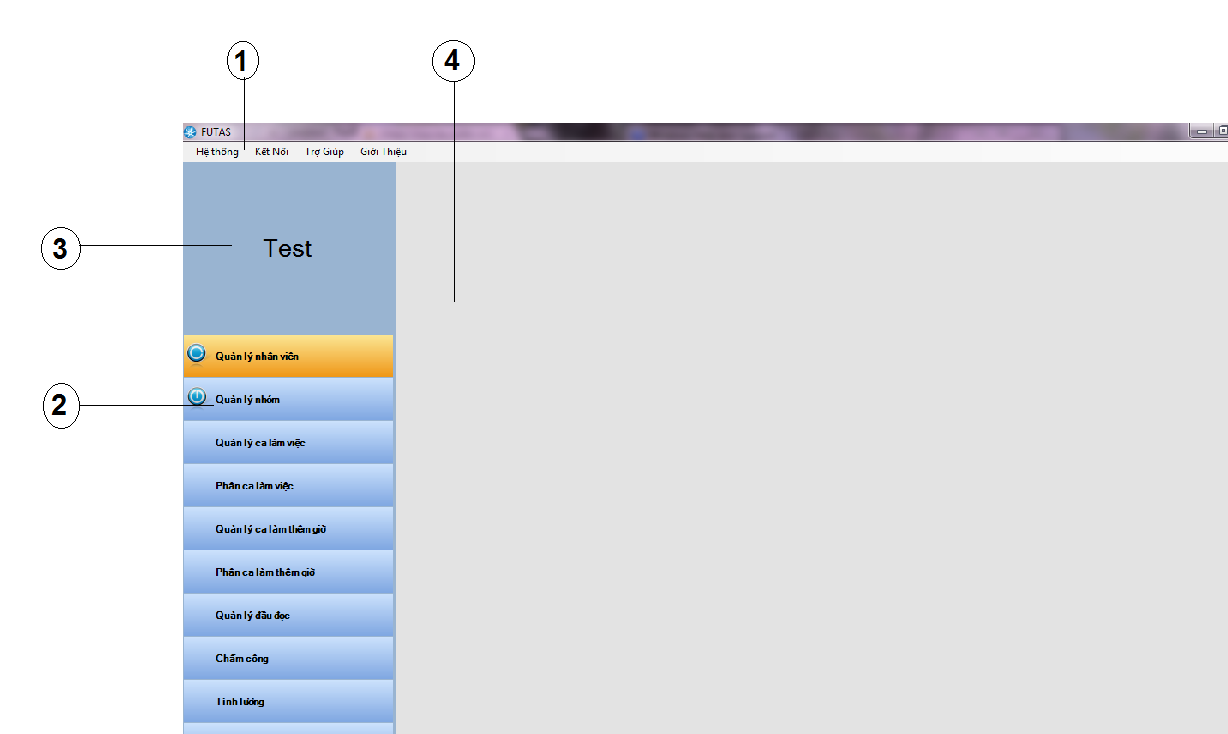 1
4
FUTAS
Hệ thống Kết Nối Trợ Giúp Giới Thiệu
3
Test
Quản lý nhân viên
2
Quản lý nhóm
Quản lý ca làm việc
Phân ca làm việc
Quản lý ca làm thêm giờ
Phân ca làm thêm giờ
Quản lý đầu đọc
Chấm công
Tính lương